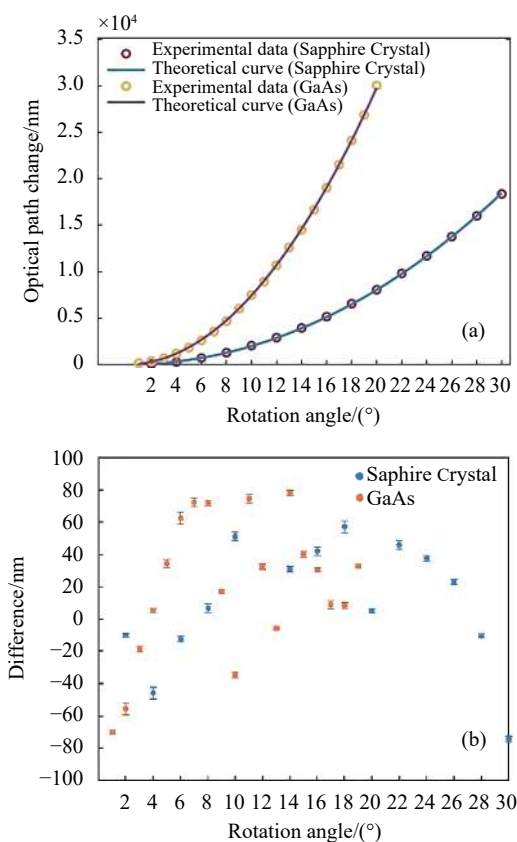 ×10⁴
3.5
3.0
2.0
1.0
0.5
0
Experimental data (Sapphire Crystal)
Theoretical curve (Sapphire Crystal)
Experimental data (GaAs)
Theoretical curve (GaAs)
Optical path change/nm
(a)
2 4 6 8 10 12 14 16 18 20 22 24 26 28 30
Rotation angle/(°)
100
80
60
40
20
0
−20
−40
−60
−80
−100
Saphire Crystal
GaAs
Difference/nm
(b)
2 4 6 8 10 12 14 16 18 20 22 24 26 28 30
Rotation angle/(°)